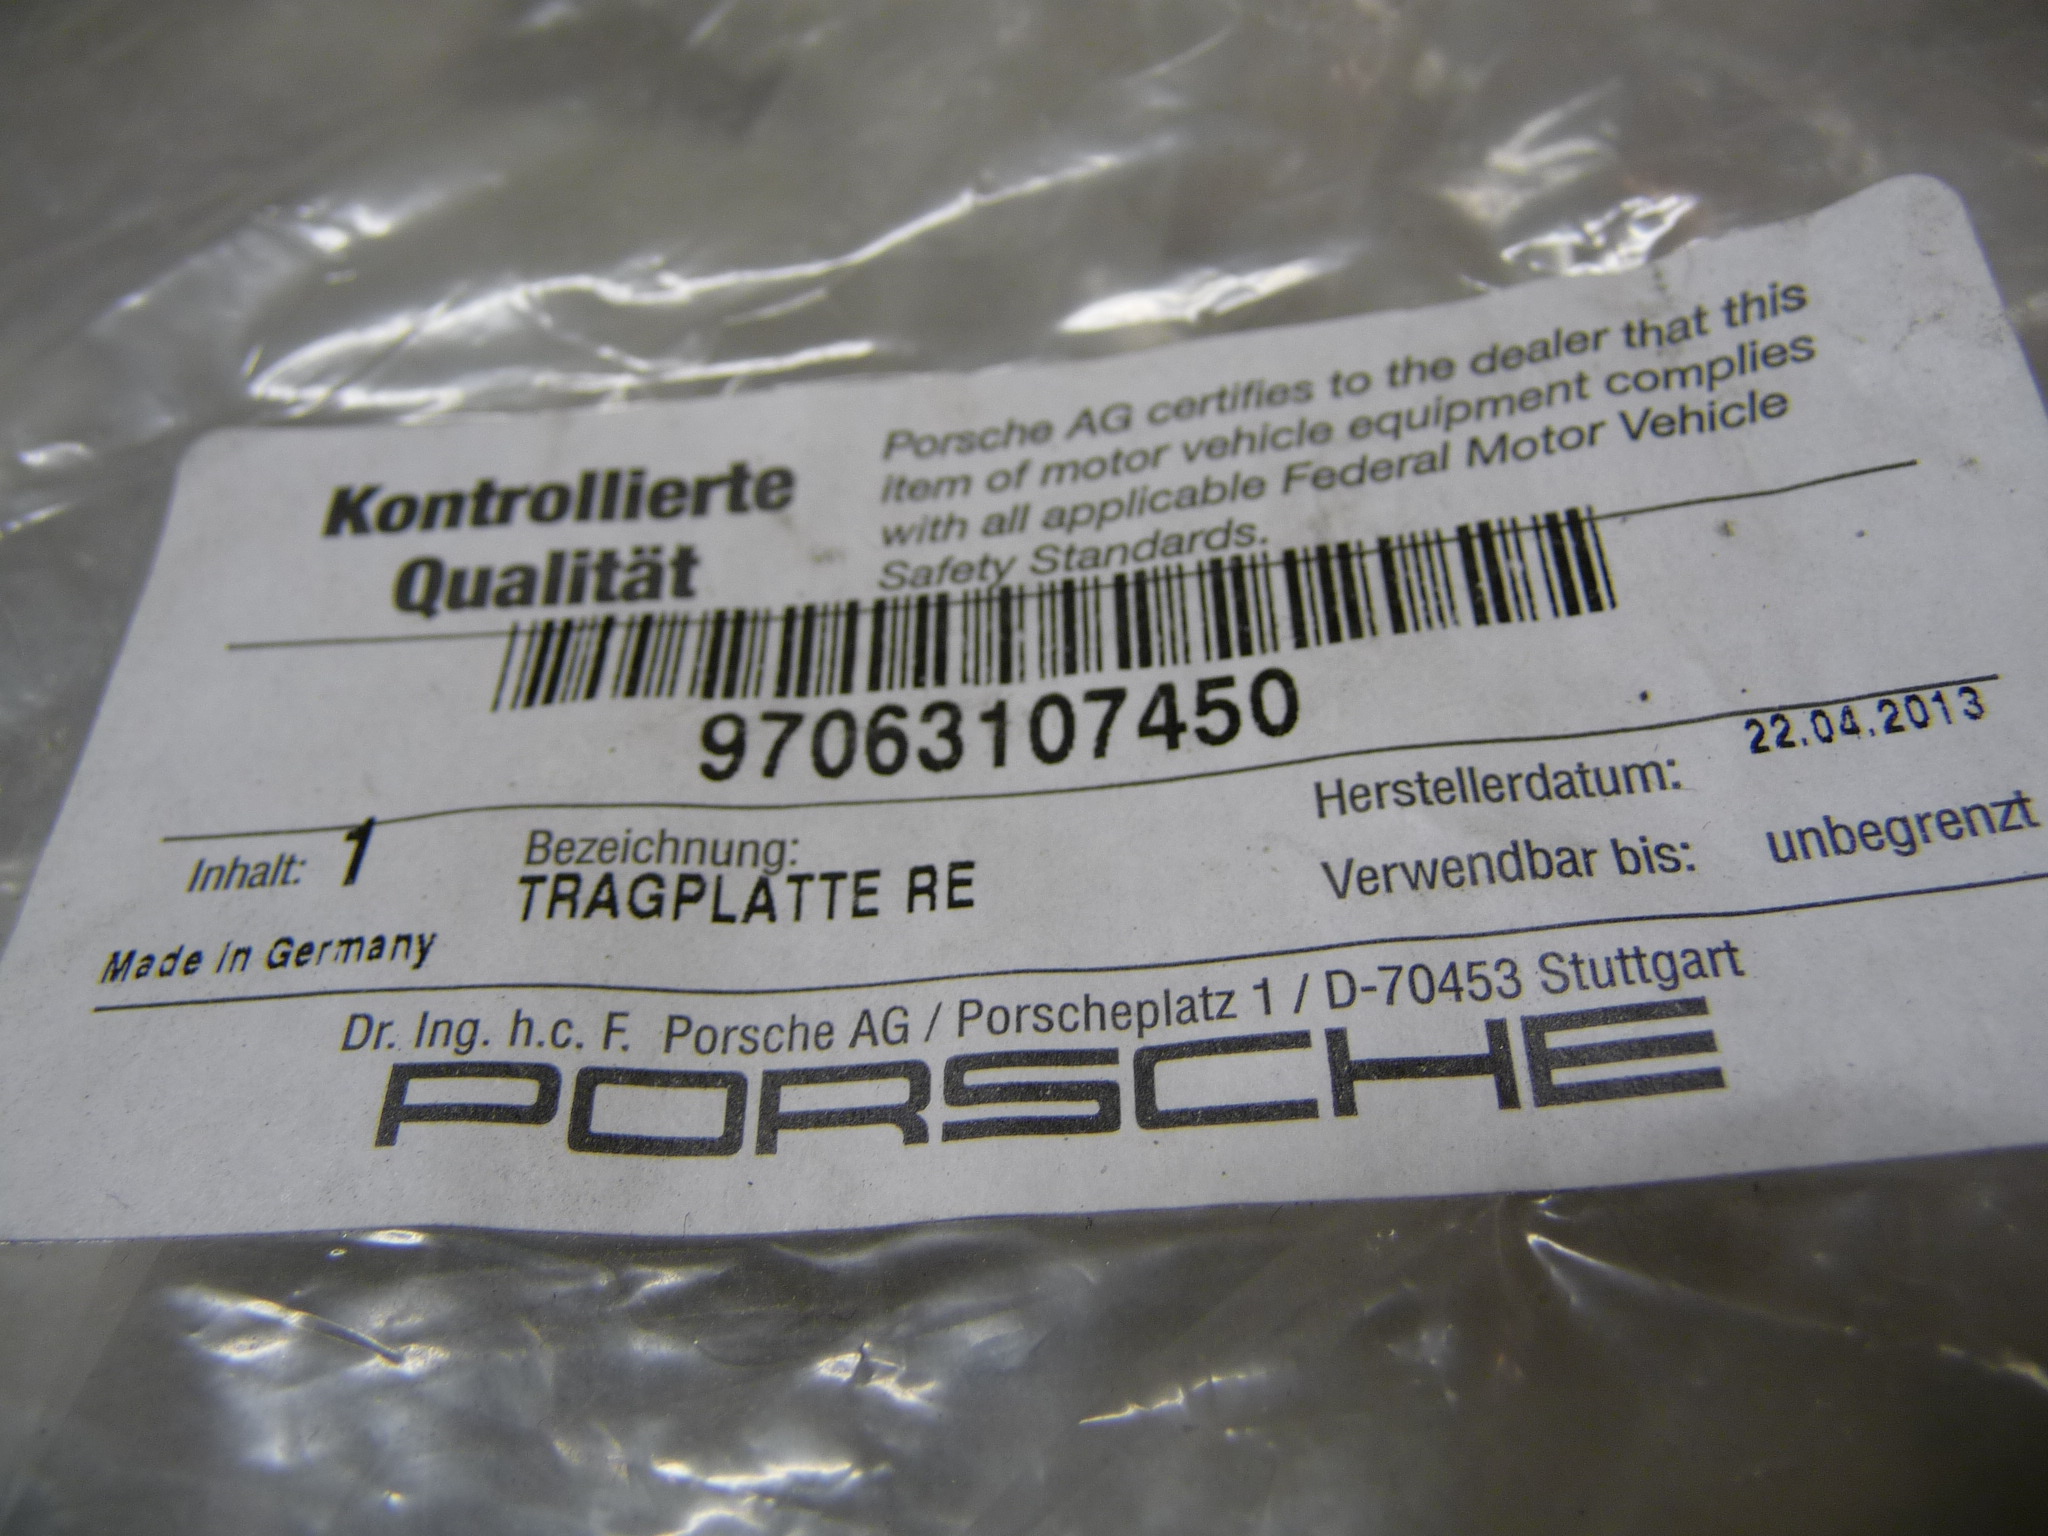 Kontrollierte
Qualität
Porsche AG certifies to the dealer that this
item of motor vehicle equipment complies
with all applicable Federal Motor Vehicle
Safety Standards.
97063107450
Inhalt: 1
Bezeichnung:
TRAGPLATTE RE
Herstellerdatum: 22.04.2013
Verwendbar bis: unbegrenzt
Made in Germany
Dr. Ing. h.c. F. Porsche AG / Porscheplatz 1 / D-70453 Stuttgart
PORSCHE